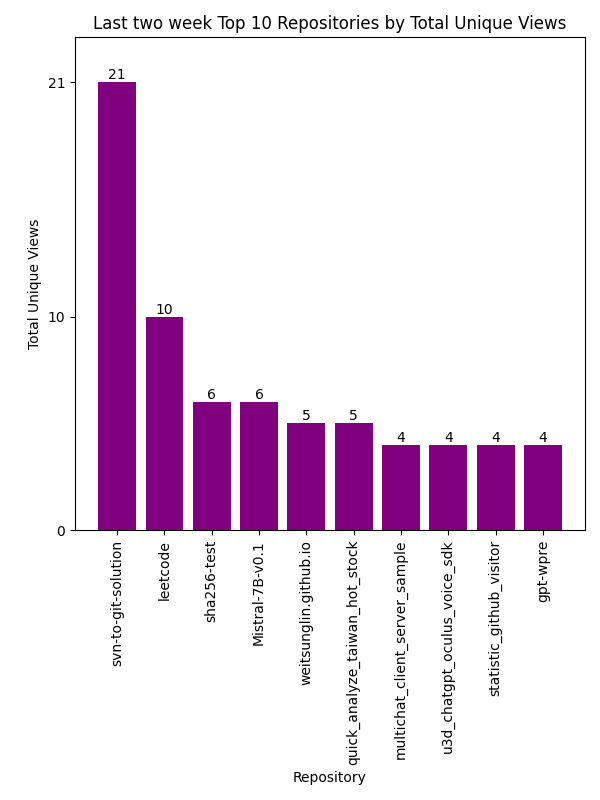 Last two week Top 10 Repositories by Total Unique Views
Total Unique Views
21
10
0
21
10
6
6
5
5
4
4
4
4
svn-to-git-solution
leetcode
sha256-test
Mistral-7B-v0.1
weitsunglin.github.io
quick_analyze_taiwan_hot_stock
multichat_client_server_sample
u3d_chatgpt_oculus_voice_sdk
statistic_github_visitor
gpt-wpre
Repository